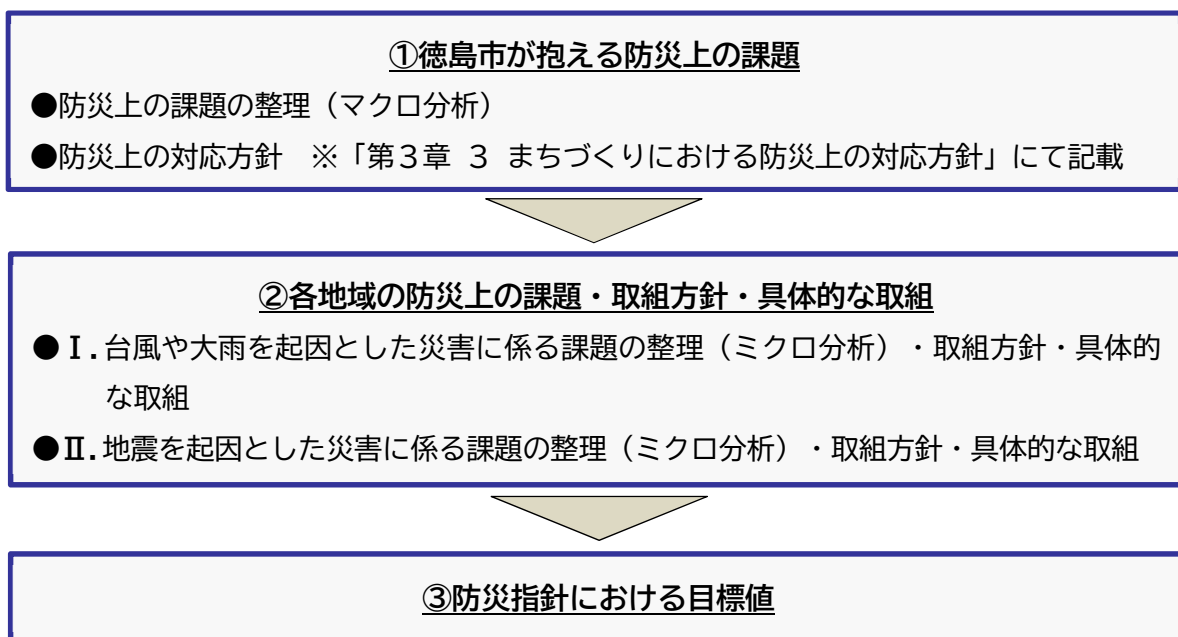 ①徳島市が抱える防災上の課題
●防災上の課題の整理（マクロ分析）
●防災上の対応方針　※「第３章 ３ まちづくりにおける防災上の対応方針」にて記載
②各地域の防災上の課題・取組方針・具体的な取組
●Ⅰ.台風や大雨を起因とした災害に係る課題の整理（ミクロ分析）・取組方針・具体的
な取組
●Ⅱ.地震を起因とした災害に係る課題の整理（ミクロ分析）・取組方針・具体的な取組
③防災指針における目標値